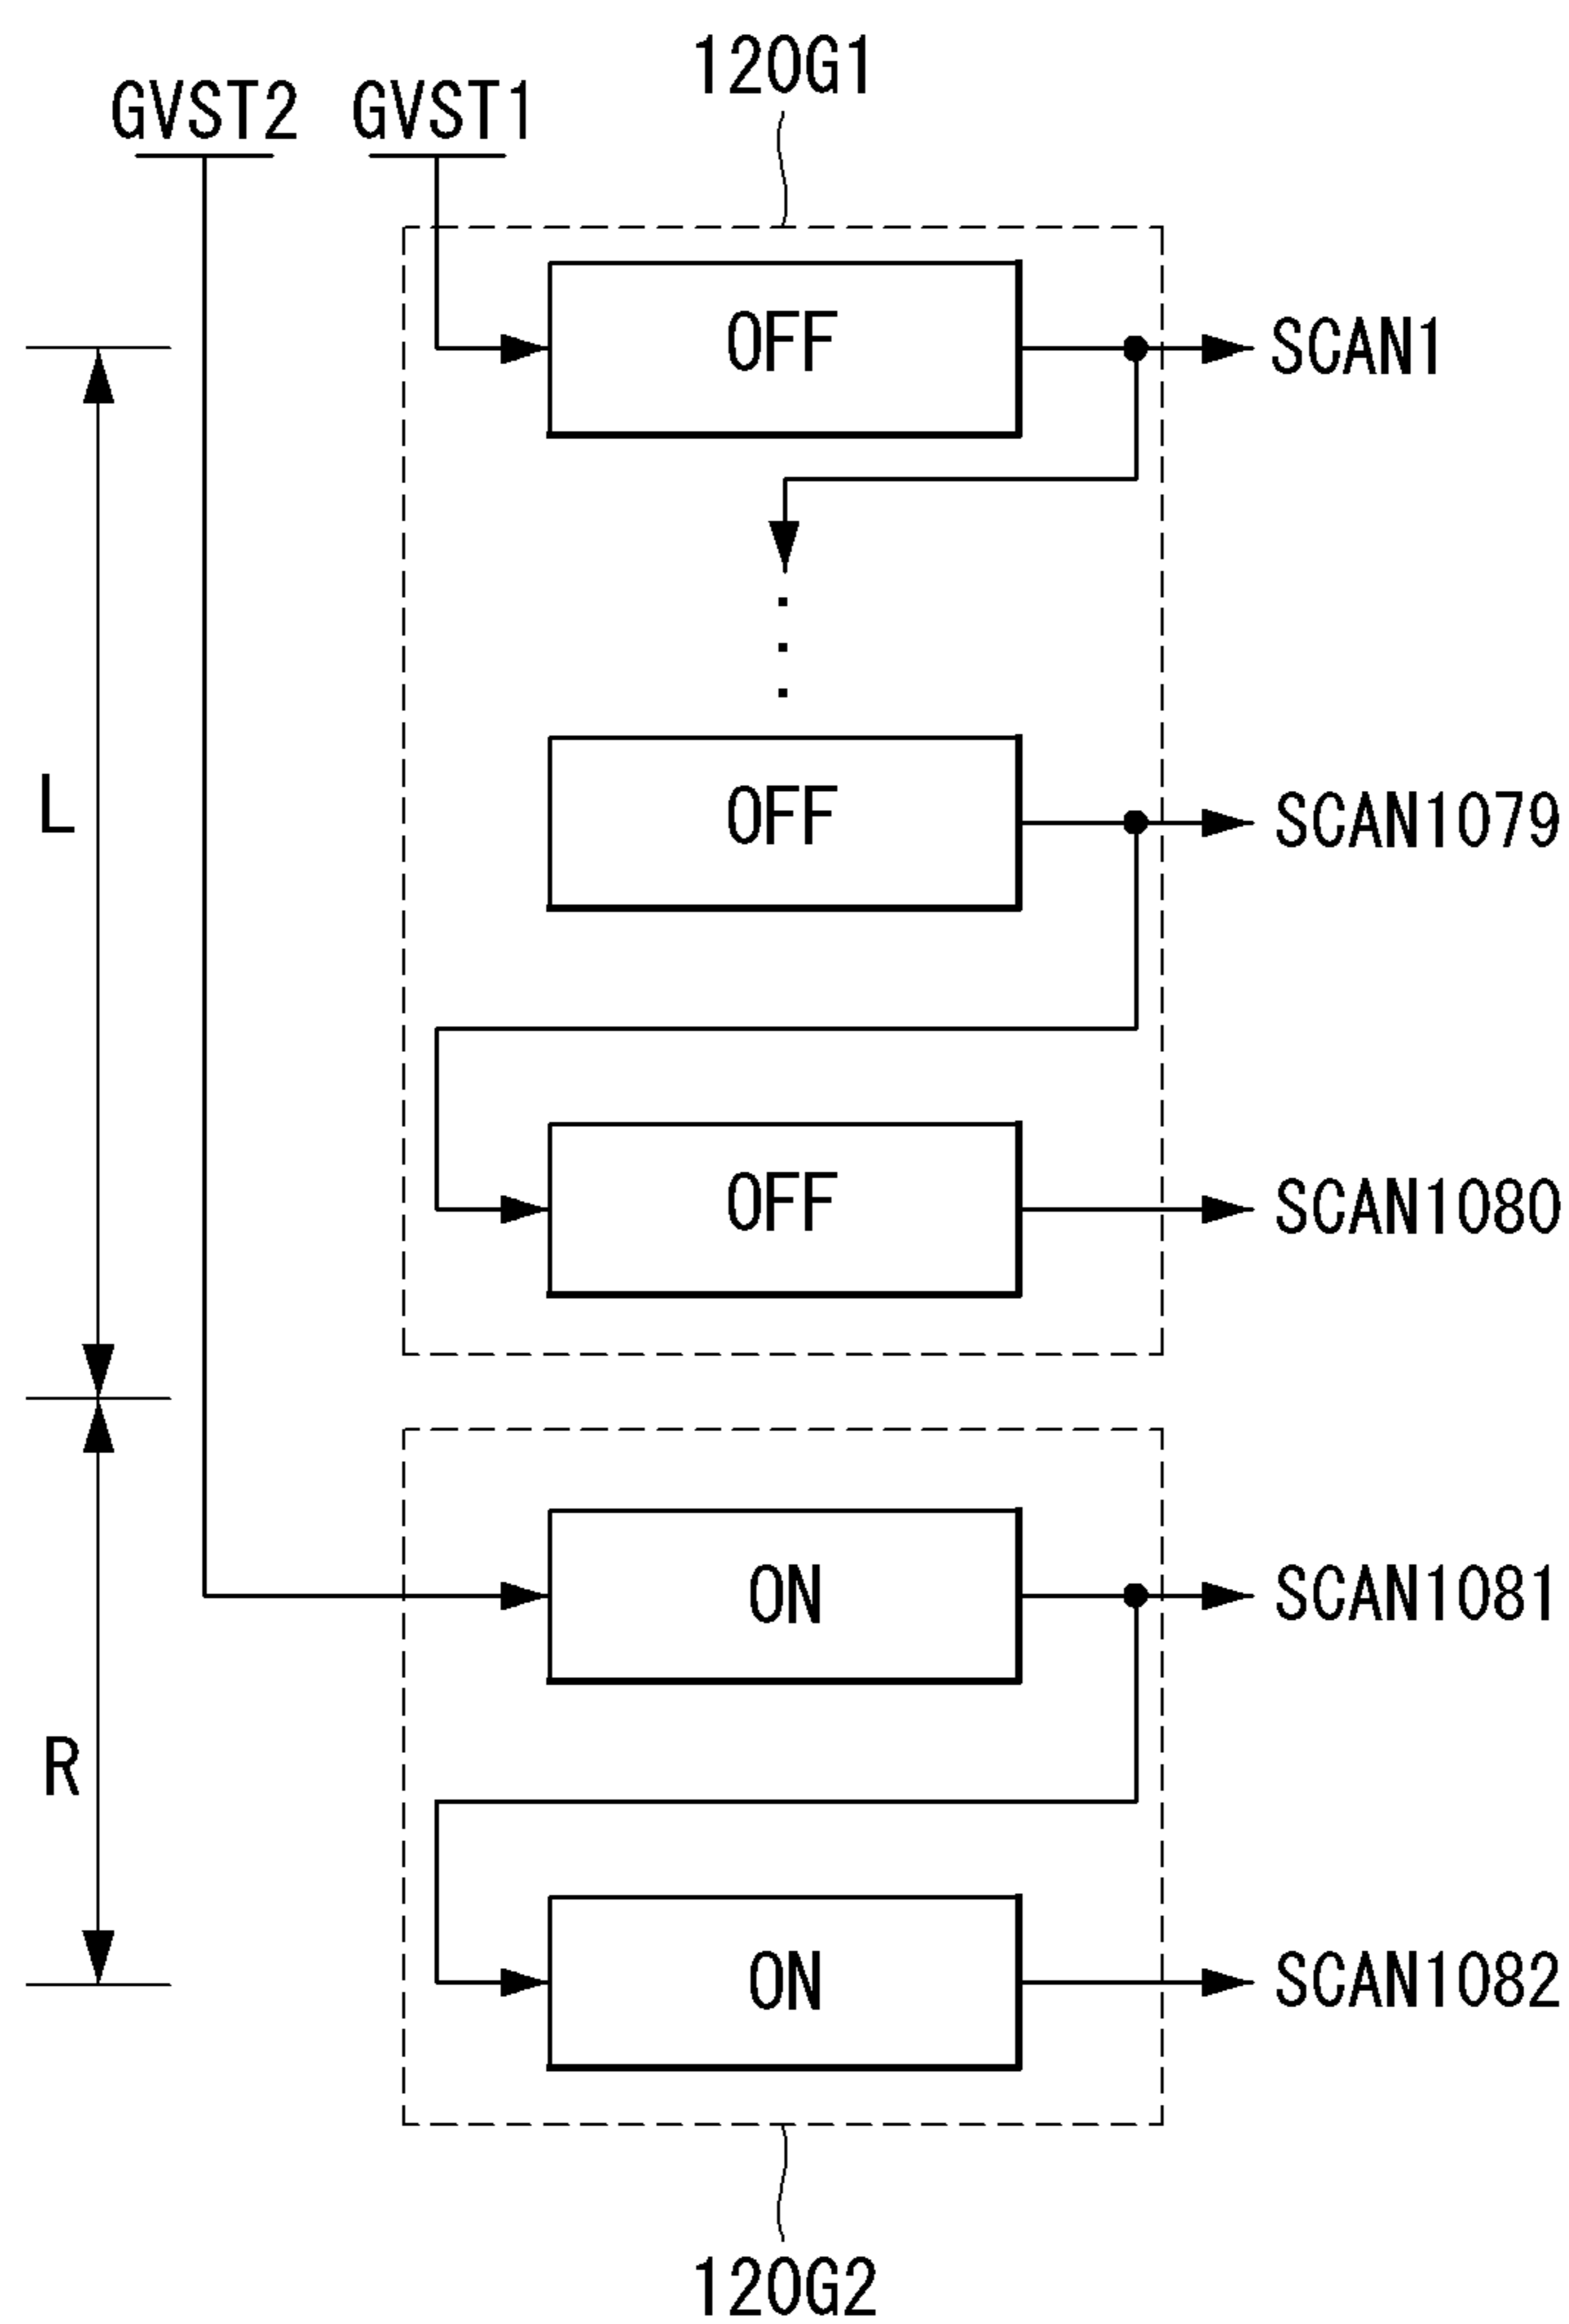 120G1
GVST2 GVST1
OFF
SCAN1
L
OFF
SCAN1079
OFF
SCAN1080
ON
SCAN1081
R
ON
SCAN1082
120G2